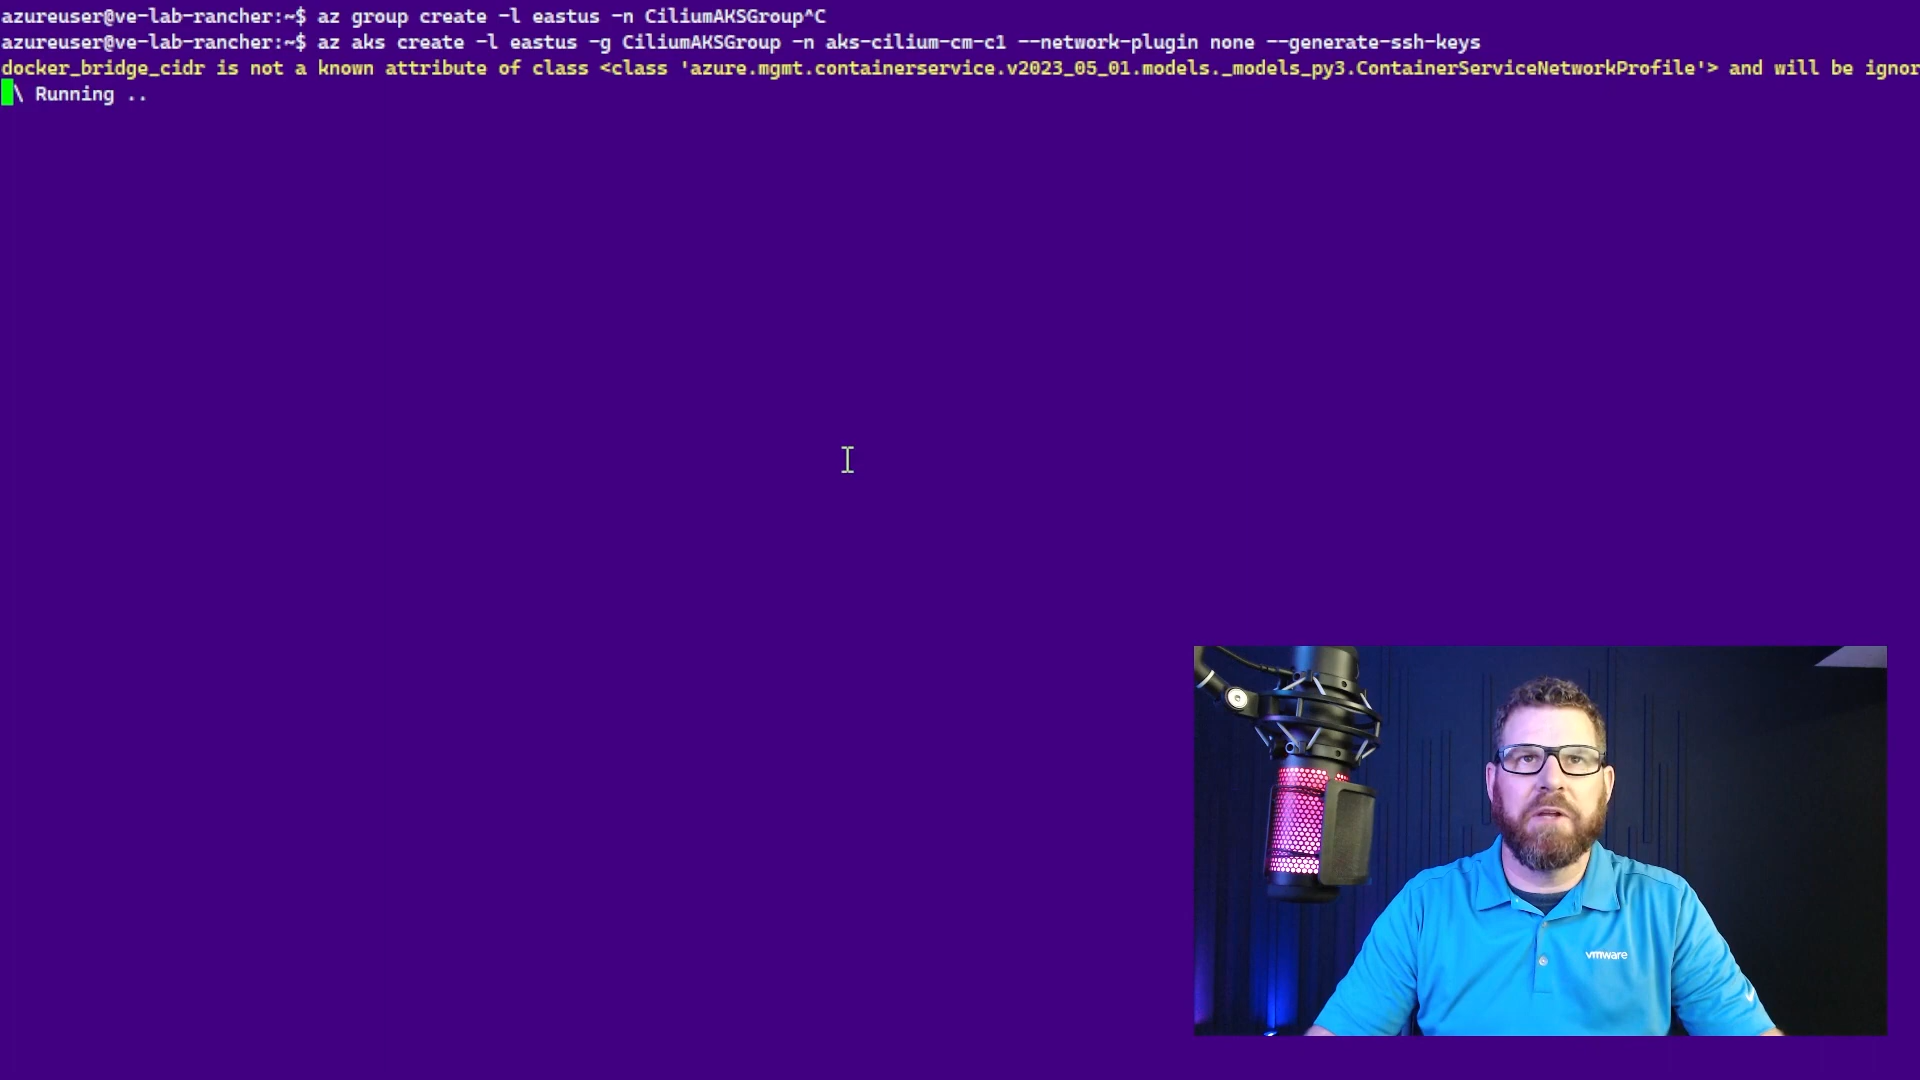 azureuser@ve-lab-rancher:~$ az group create -l eastus -n CiliumAKSGroup^C
azureuser@ve-lab-rancher:~$ az aks create -l eastus -g CiliumAKSGroup -n aks-cilium-cm-c1 --network-plugin none --generate-ssh-keys
docker_bridge_cidr is not a known attribute of class <class 'azure.mgmt.containerservice.v2023_05_01.models._models_py3.ContainerServiceNetworkProfile'> and will be ignor
\ Running ..
vmware